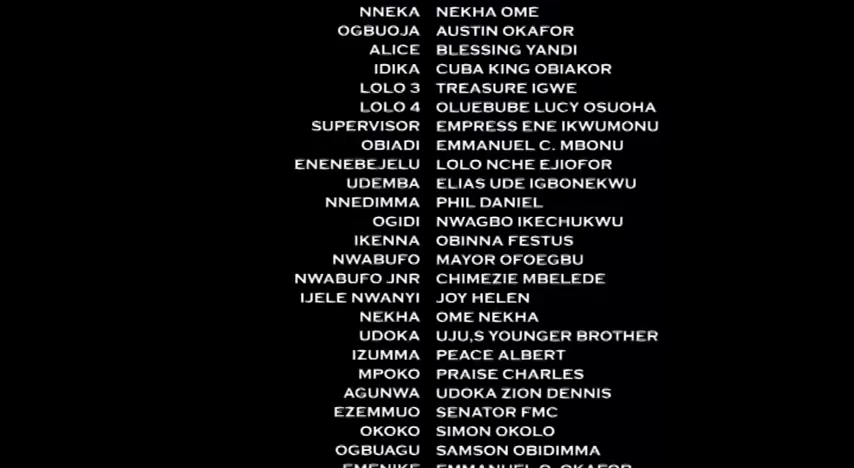 NNEKA NEKHA OME
OGBUOJA AUSTIN OKAFOR
ALICE BLESSING YANDI
IDIKA CUBA KING OBIAKOR
LOLO 3 TREASURE IGWE
LOLO 4 OLUEBUBE LUCY OSUOHA
SUPERVISOR EMPRESS ENE IKWUMONU
OBIADI EMMANUEL C. MBONU
ENENEBEJELU LOLO NCHE EJIOFOR
UDEMBA ELIAS UDE IGBONEKWU
NNEDIMMA PHIL DANIEL
OGIDI NWAGBO IKECHUKWU
IKENNA OBINNA FESTUS
NWABUFO MAYOR OFOEGBU
NWABUFO JNR CHIMEZIE MBELEDE
IJELE NWANYI JOY HELEN
NEKHA OME NEKHA
UDOKA UJU,S YOUNGER BROTHER
IZUMMA PEACE ALBERT
MPOKO PRAISE CHARLES
AGUNWA UDOKA ZION DENNIS
EZEMMUO SENATOR FMC
OKOKO SIMON OKOLO
OGBUAGU SAMSON OBIDIMMA
EMENIKE EMMANUEL O. OKAFOR